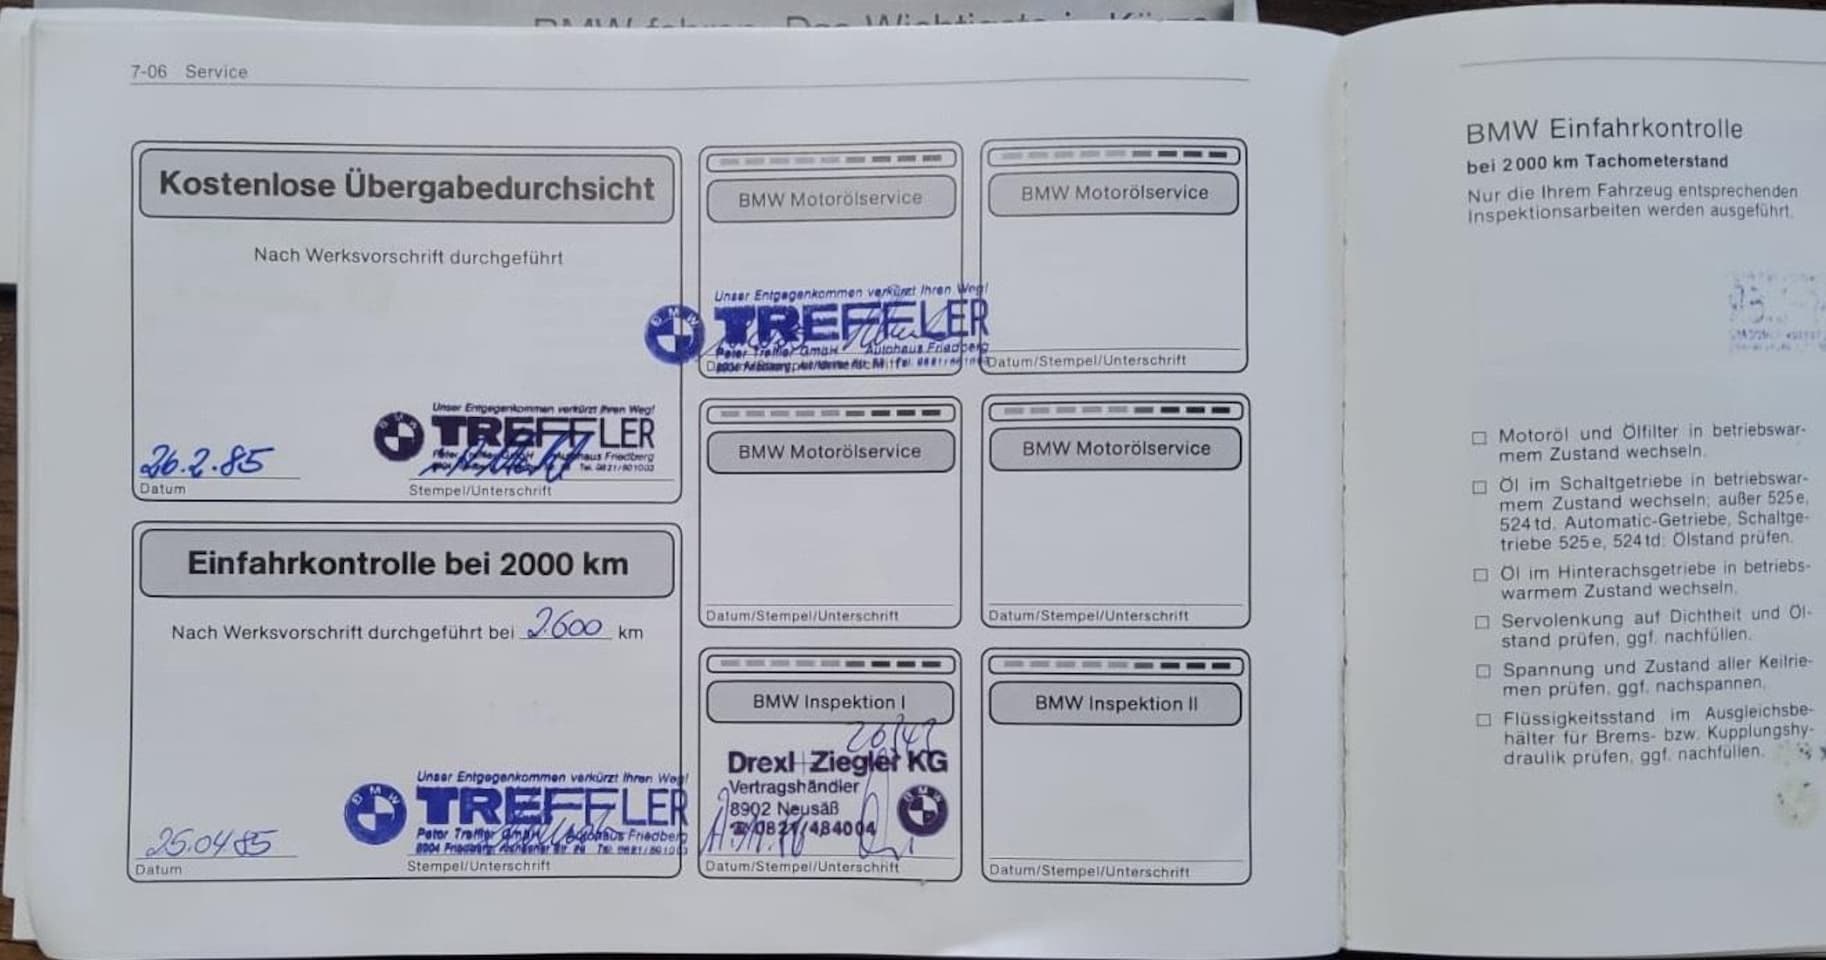 7-06 Service
Kostenlose Übergabedurchsicht
Nach Werksvorschrift durchgeführt
Unser Entgegenkommen verkürzt Ihren Weg!
BMW
TREFFLER
Peter Autohaus Friedberg
Tel. 0821/601003
26.2.85
Datum
Stempel/Unterschrift
Einfahrkontrolle bei 2000 km
Nach Werksvorschrift durchgeführt bei 2600 km
Unser Entgegenkommen verkürzt Ihren Weg!
BMW
TREFFLER
Peter Treffler GmbH Autohaus Friedberg
8904 Friedberg,
25.04 85
Datum
Stempel/Unterschrift
BMW Motorölservice
Unser Entgegenkommen verkürzt Ihren Weg!
BMW
TREFFLER
Peter Treffler GmbH Autohaus Friedberg
BMW Motorölservice
Datum/Stempel/Unterschrift
BMW Motorölservice
Datum/Stempel/Unterschrift
BMW Motorölservice
Datum/Stempel/Unterschrift
BMW Inspektion I
Drexl+Ziegler KG
Vertragshändler
8902 Neusäß
☎ 0821/484004
BMW
Datum/Stempel/Unterschrift
BMW Inspektion II
Datum/Stempel/Unterschrift
BMW Einfahrkontrolle
bei 2000 km Tachometerstand
Nur die Ihrem Fahrzeug entsprechenden
Inspektionsarbeiten werden ausgeführt.
□ Motoröl und Ölfilter in betriebswar-
mem Zustand wechseln.
□ Öl im Schaltgetriebe in betriebswar-
mem Zustand wechseln; außer 525e,
524td. Automatic-Getriebe, Schaltge-
triebe 525e, 524td: Ölstand prüfen.
□ Öl im Hinterachsgetriebe in betriebs-
warmem Zustand wechseln.
□ Servolenkung auf Dichtheit und Öl-
stand prüfen, ggf. nachfüllen.
□ Spannung und Zustand aller Keilrie-
men prüfen, ggf. nachspannen.
□ Flüssigkeitsstand im Ausgleichsbe-
hälter für Brems- bzw. Kupplungshy-
draulik prüfen, ggf. nachfüllen.